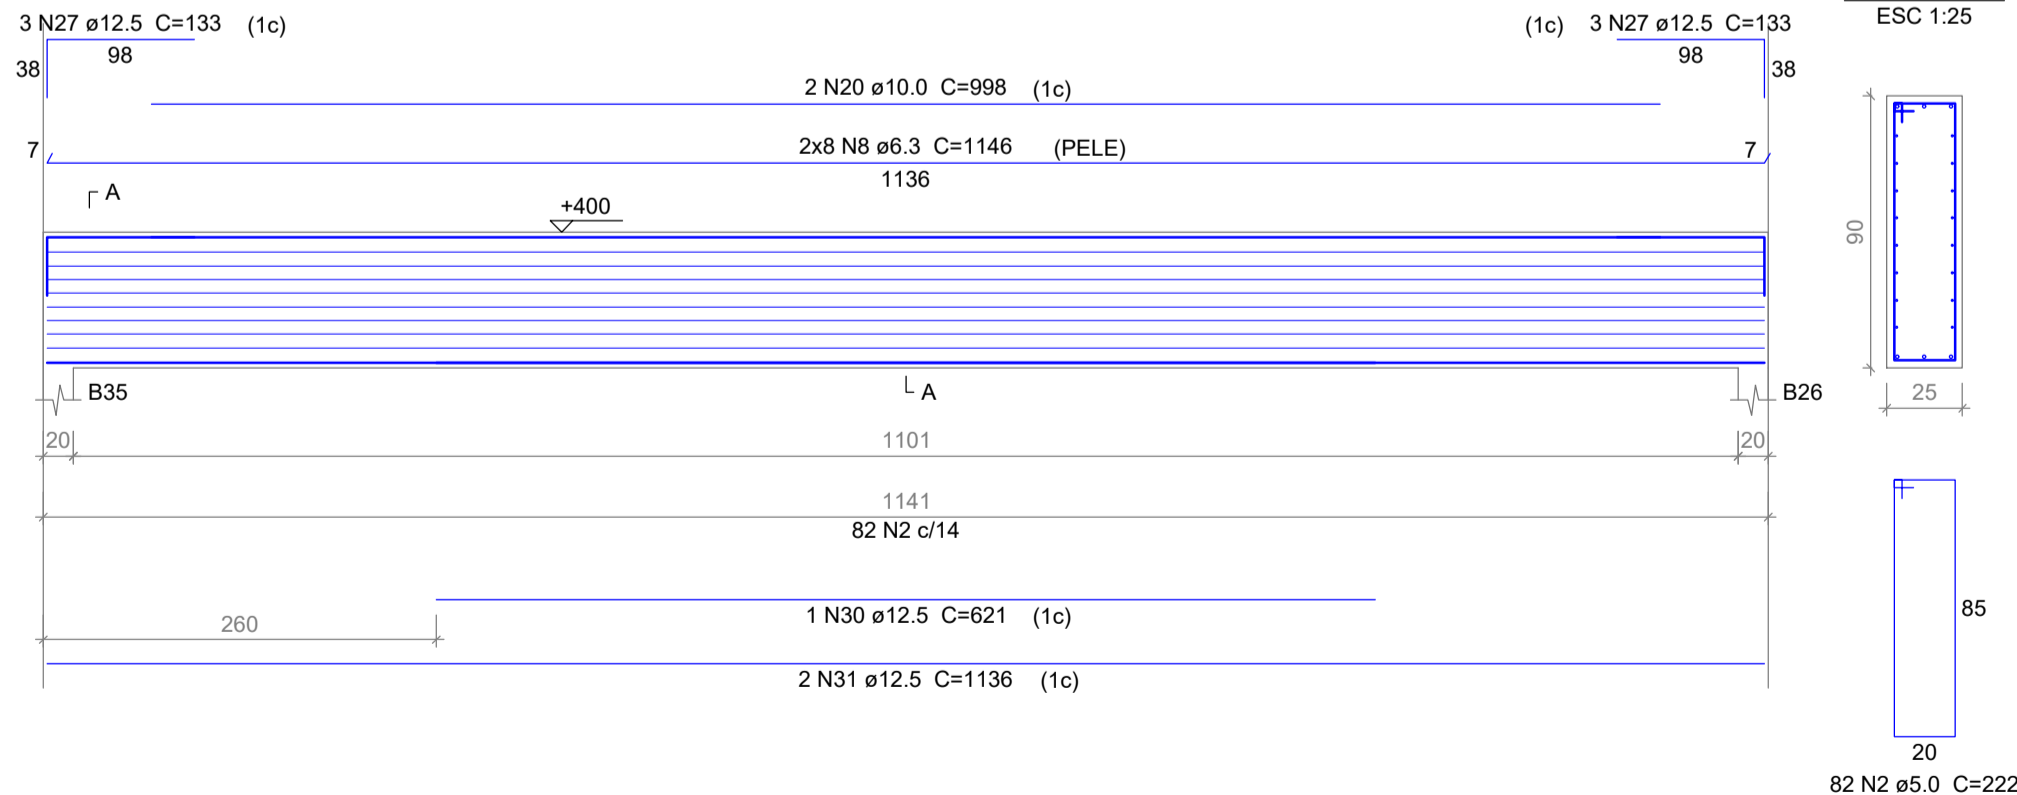 3 N27 ø12.5 C=133 (1c)
98
38
(1c) 3 N27 ø12.5 C=133
98
38
2 N20 ø10.0 C=998 (1c)
7
2x8 N8 ø6.3 C=1146 (PELE)
7
1136
A
+400
B35
A
B26
20
1101
20
1141
82 N2 c/14
260
1 N30 ø12.5 C=621 (1c)
2 N31 ø12.5 C=1136 (1c)
ESC 1:25
90
25
85
20
82 N2 ø5.0 C=222